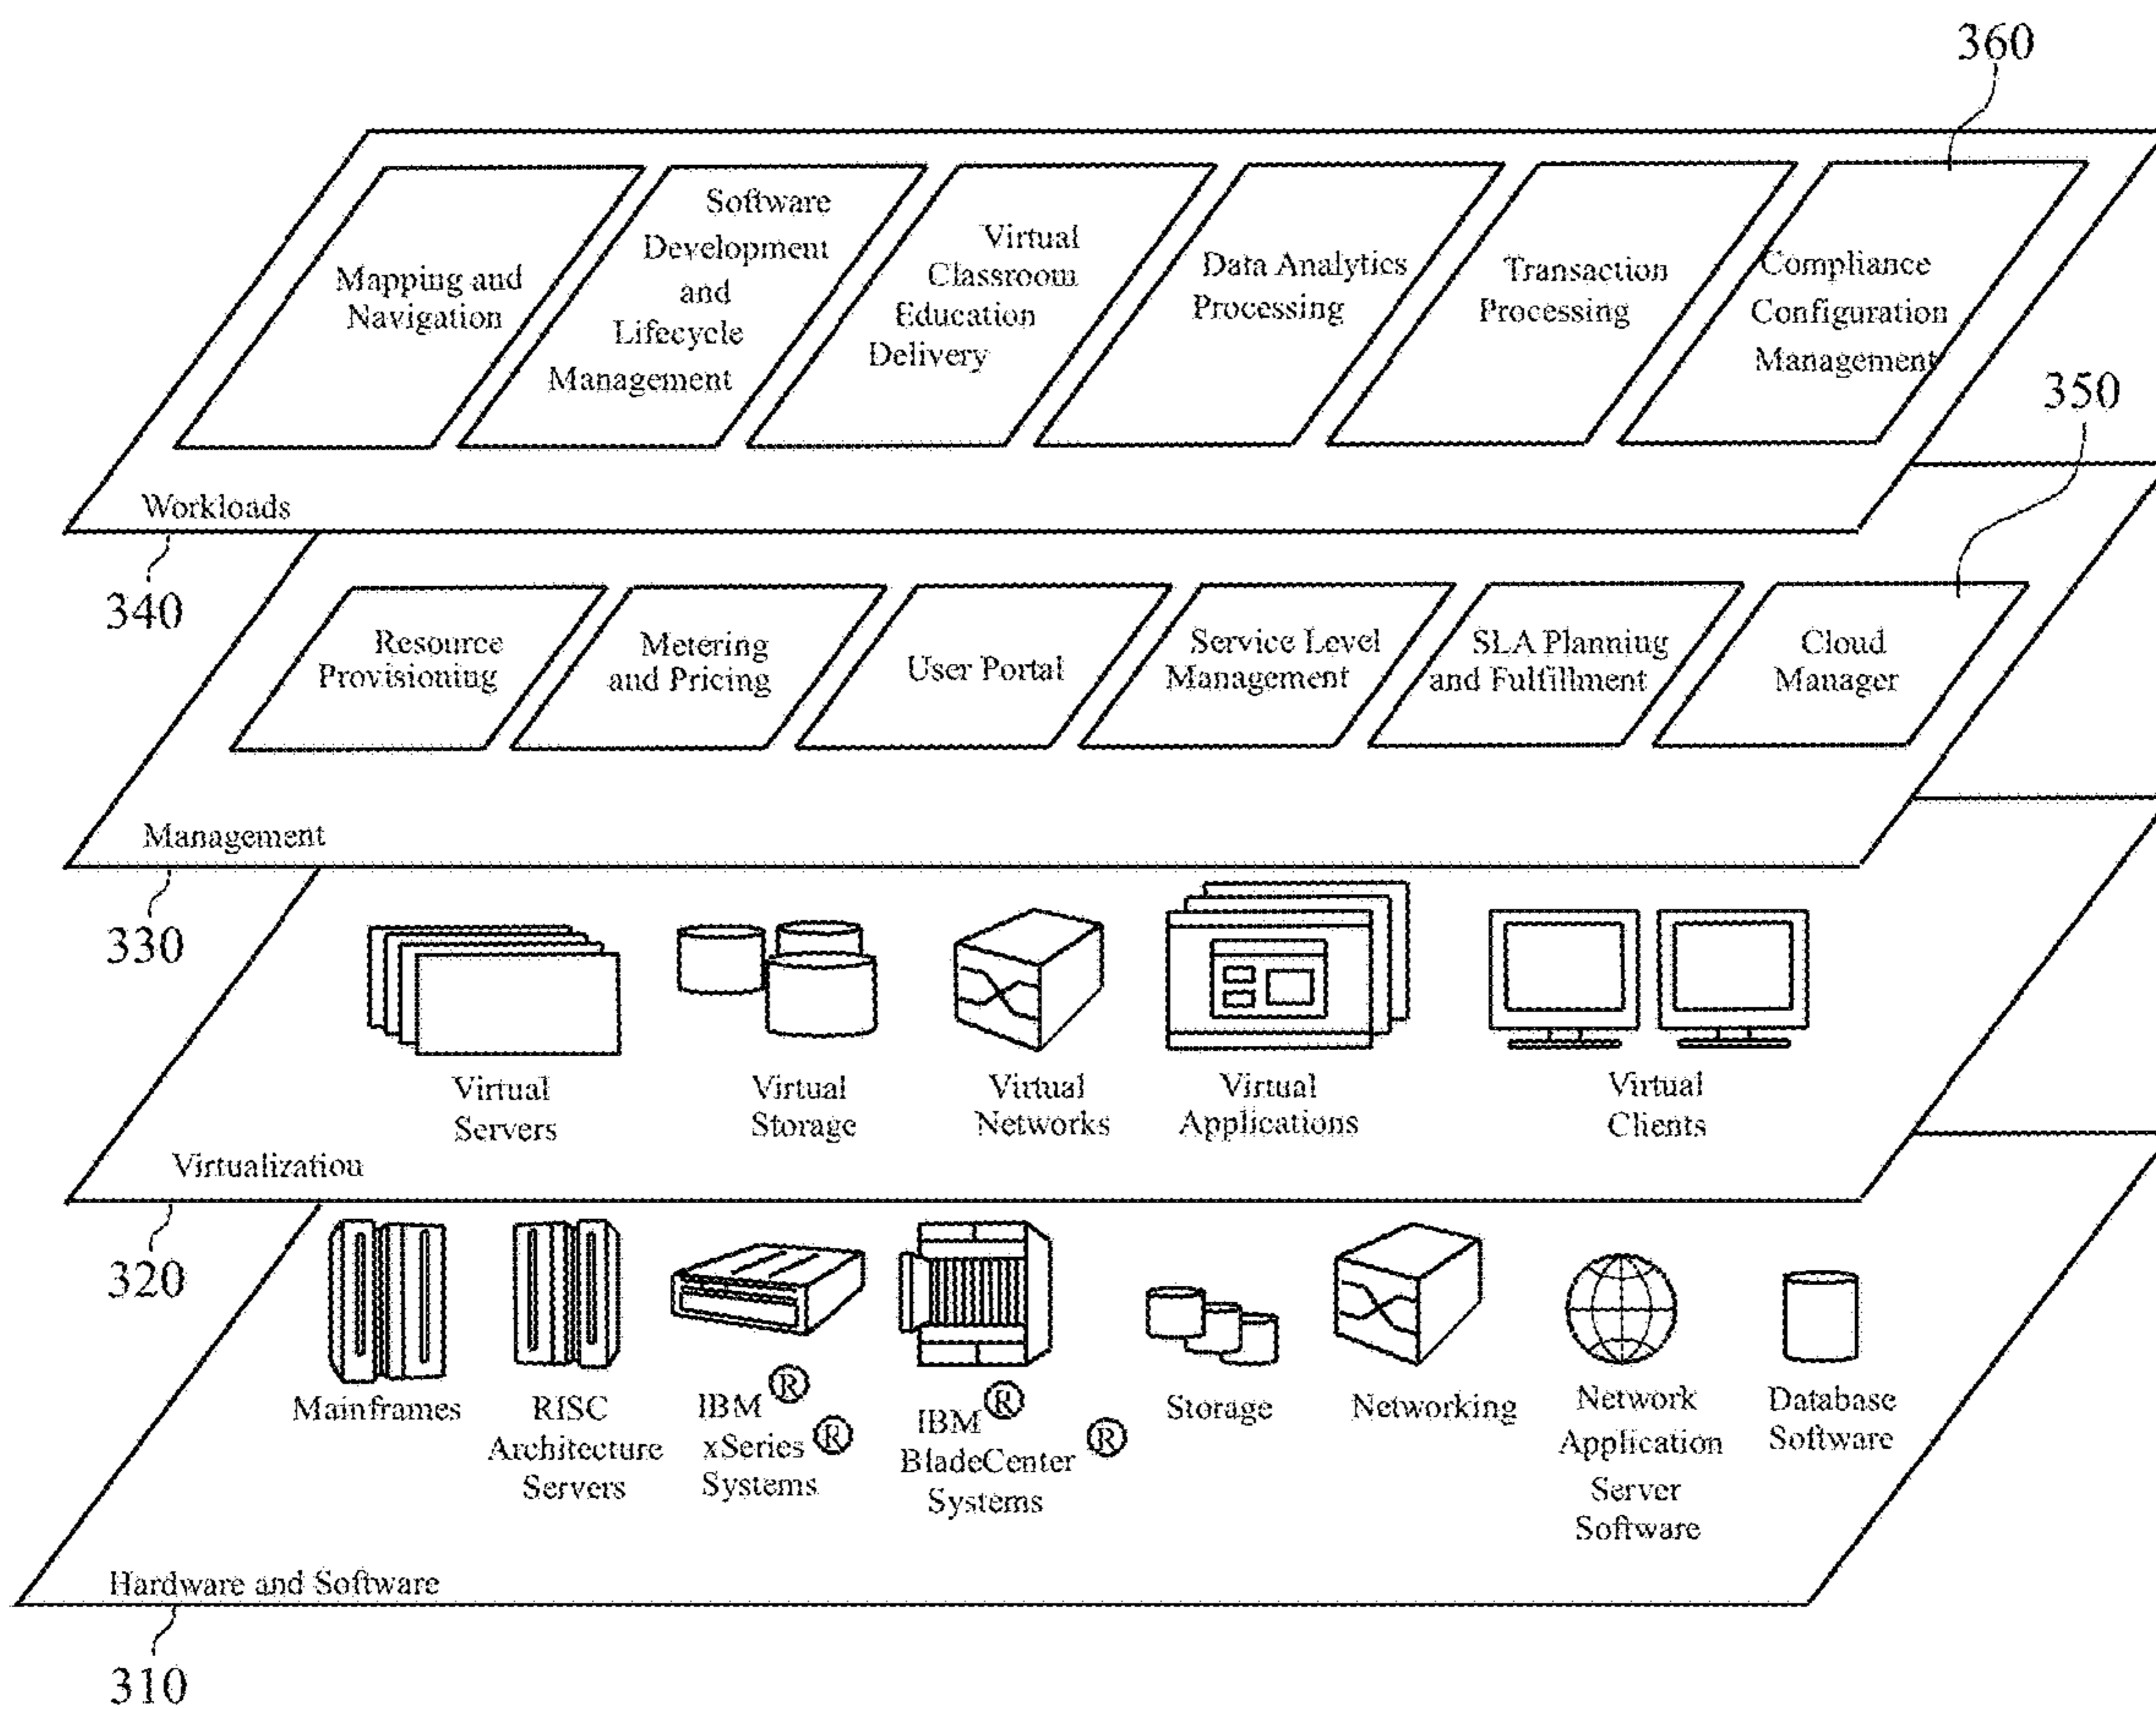 360
Mapping and
Navigation
Software
Development
and
Lifecycle
Management
Virtual
Classroom
Education
Delivery
Data Analytics
Processing
Transaction
Processing
Compliance
Configuration
Management
350
Workloads
340
Resource
Provisioning
Metering
and Pricing
User Portal
Service Level
Management
SLA Planning
and Fulfillment
Cloud
Manager
Management
330
Virtual
Servers
Virtual
Storage
Virtual
Networks
Virtual
Applications
Virtual
Clients
Virtualization
320
Mainframes
RISC
Architecture
Servers
IBM ®
xSeries ®
Systems
IBM ®
BladeCenter ®
Systems
Storage
Networking
Network
Application
Server
Software
Database
Software
Hardware and Software
310